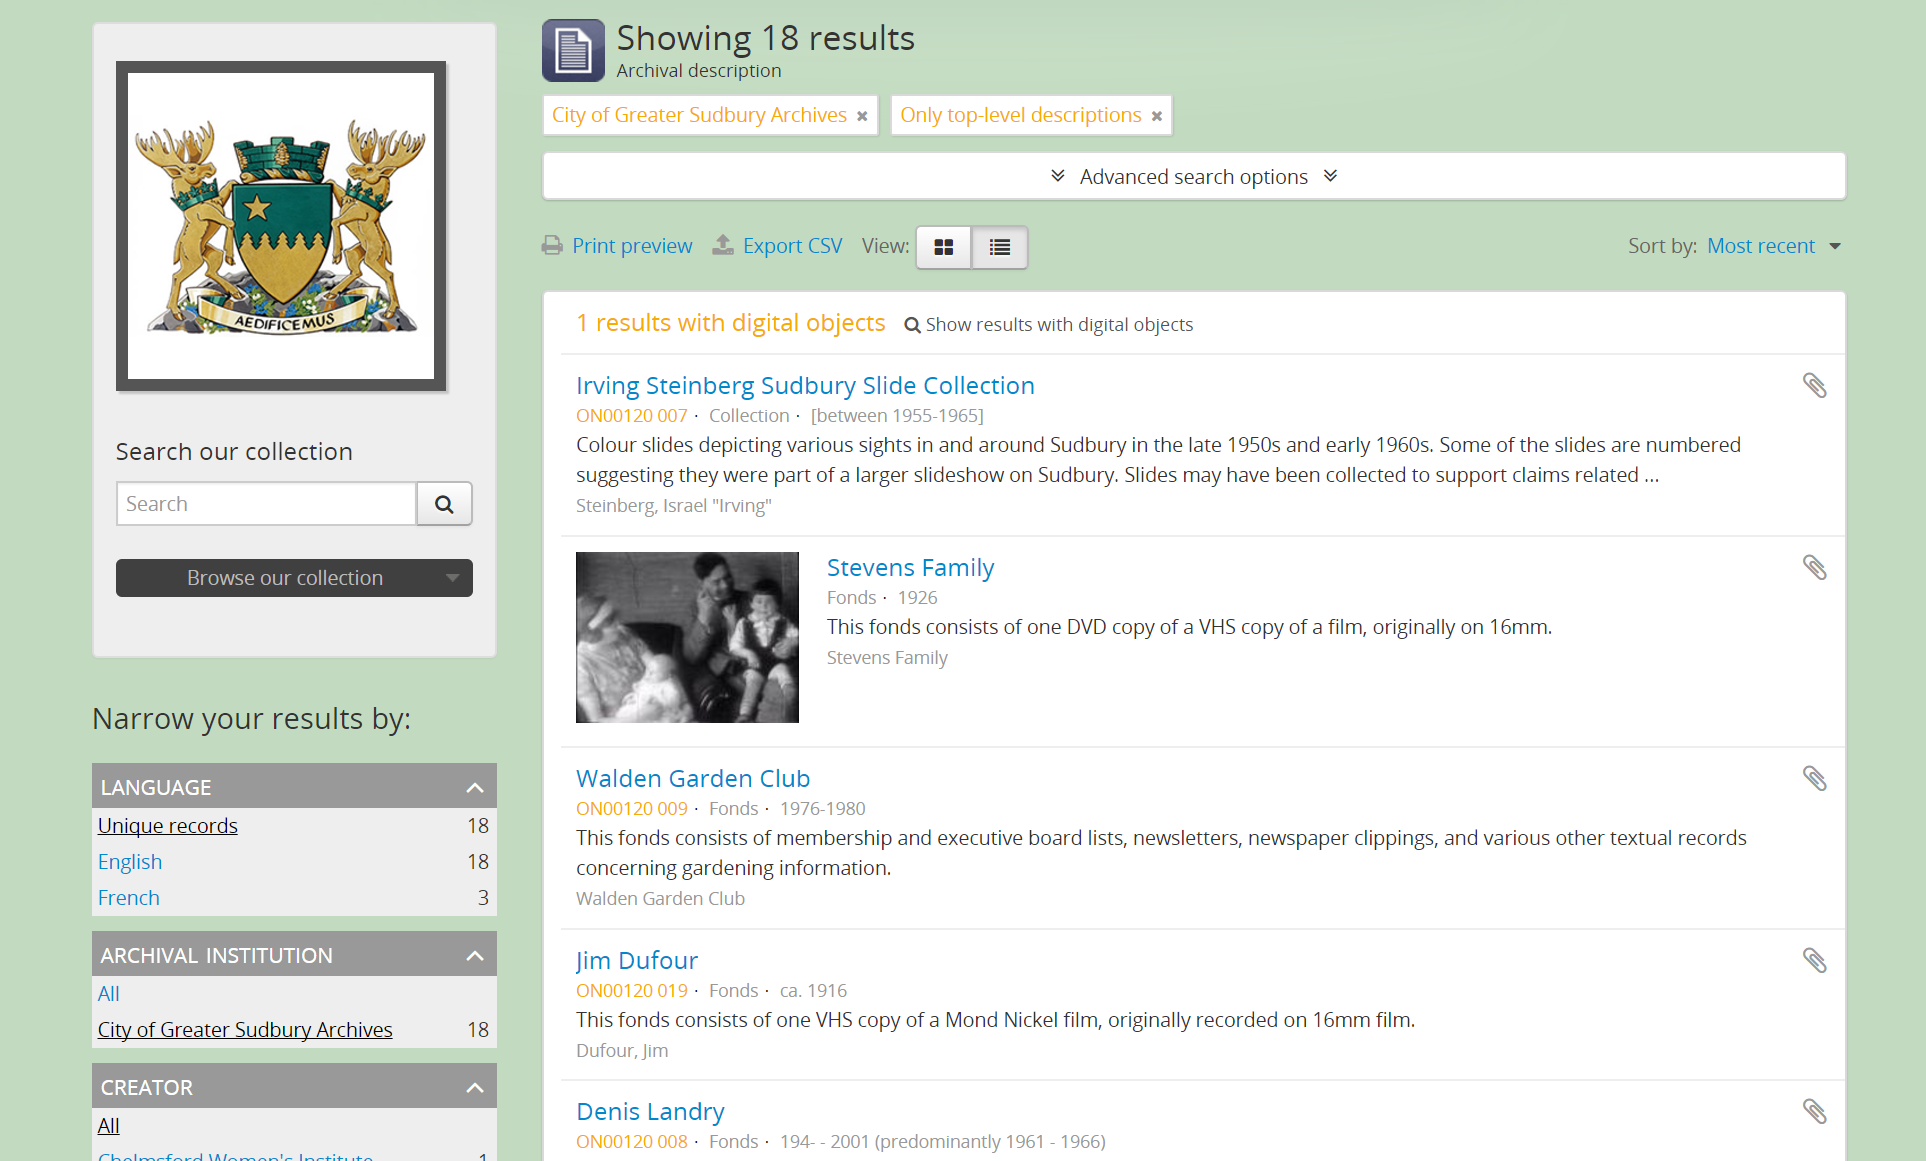 AEDIFICEMUS
Search our collection
Search
Browse our collection
Narrow your results by:
LANGUAGE
Unique records 18
English 18
French 3
ARCHIVAL INSTITUTION
All
City of Greater Sudbury Archives 18
CREATOR
All
Chelmsford Women's Institute 1
Showing 18 results
Archival description
City of Greater Sudbury Archives
Only top-level descriptions
Advanced search options
Print preview Export CSV View: Sort by: Most recent
1 results with digital objects Show results with digital objects
Irving Steinberg Sudbury Slide Collection
ON00120 007 · Collection · [between 1955-1965]
Colour slides depicting various sights in and around Sudbury in the late 1950s and early 1960s. Some of the slides are numbered
suggesting they were part of a larger slideshow on Sudbury. Slides may have been collected to support claims related ...
Steinberg, Israel "Irving"
Stevens Family
Fonds · 1926
This fonds consists of one DVD copy of a VHS copy of a film, originally on 16mm.
Stevens Family
Walden Garden Club
ON00120 009 · Fonds · 1976-1980
This fonds consists of membership and executive board lists, newsletters, newspaper clippings, and various other textual records
concerning gardening information.
Walden Garden Club
Jim Dufour
ON00120 019 · Fonds · ca. 1916
This fonds consists of one VHS copy of a Mond Nickel film, originally recorded on 16mm film.
Dufour, Jim
Denis Landry
ON00120 008 · Fonds · 194- - 2001 (predominantly 1961 - 1966)